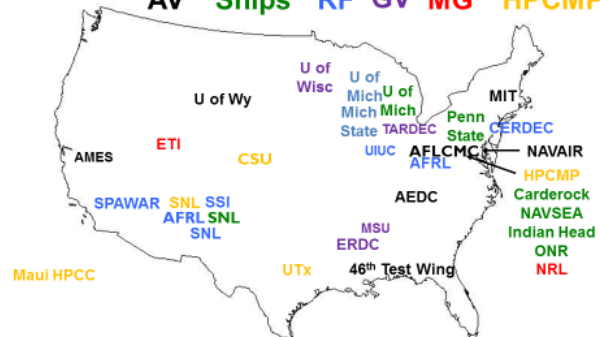 AV Ships RF GV MG HPCMP
U of
Wisc
U of
Mich
Mich
State
U of
Mich
MIT
U of Wy
Penn
State
TARDEC
CERDEC
ETI
UIUC
AFLCMC
NAVAIR
AMES
CSU
AFRL
HPCMP
AEDC
Carderock
NAVSEA
Indian Head
ONR
NRL
SPAWAR
SNL
SSI
AFRL
SNL
SNL
MSU
ERDC
UTx
46th Test Wing
Maui HPCC